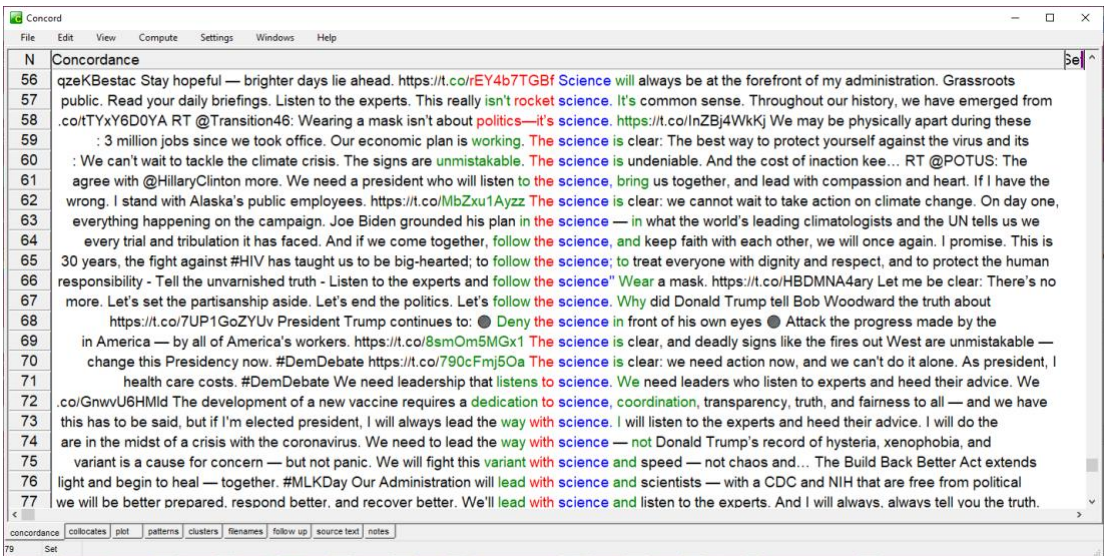 Concord
File Edit View Compute Settings Windows Help
N Concordance Set
56 qzeKBestac Stay hopeful — brighter days lie ahead. https://t.co/rEY4b7TGBf Science will always be at the forefront of my administration. Grassroots
57 public. Read your daily briefings. Listen to the experts. This really isn't rocket science. It's common sense. Throughout our history, we have emerged from
58 .co/tTYxY6D0YA RT @Transition46: Wearing a mask isn’t about politics—it’s science. https://t.co/InZBj4WkKj We may be physically apart during these
59 : 3 million jobs since we took office. Our economic plan is working. The science is clear: The best way to protect yourself against the virus and its
60 : We can’t wait to tackle the climate crisis. The signs are unmistakable. The science is undeniable. And the cost of inaction kee… RT @POTUS: The
61 agree with @HillaryClinton more. We need a president who will listen to the science, bring us together, and lead with compassion and heart. If I have the
62 wrong. I stand with Alaska’s public employees. https://t.co/MbZxu1Ayzz The science is clear: we cannot wait to take action on climate change. On day one,
63 everything happening on the campaign. Joe Biden grounded his plan in the science — in what the world’s leading climatologists and the UN tells us we
64 every trial and tribulation it has faced. And if we come together, follow the science, and keep faith with each other, we will once again. I promise. This is
65 30 years, the fight against #HIV has taught us to be big-hearted; to follow the science; to treat everyone with dignity and respect, and to protect the human
66 responsibility - Tell the unvarnished truth - Listen to the experts and follow the science" Wear a mask. https://t.co/HBDMNA4ary Let me be clear: There’s no
67 more. Let’s set the partisanship aside. Let’s end the politics. Let’s follow the science. Why did Donald Trump tell Bob Woodward the truth about
68 https://t.co/7UP1GoZYUv President Trump continues to: ⚫ Deny the science in front of his own eyes ⚫ Attack the progress made by the
69 in America — by all of America’s workers. https://t.co/8smOm5MGx1 The science is clear, and deadly signs like the fires out West are unmistakable —
70 change this Presidency now. #DemDebate https://t.co/790cFmj5Oa The science is clear: we need action now, and we can’t do it alone. As president, I
71 health care costs. #DemDebate We need leadership that listens to science. We need leaders who listen to experts and heed their advice. We
72 .co/GnwvU6HMld The development of a new vaccine requires a dedication to science, coordination, transparency, truth, and fairness to all — and we have
73 this has to be said, but if I'm elected president, I will always lead the way with science. I will listen to the experts and heed their advice. I will do the
74 are in the midst of a crisis with the coronavirus. We need to lead the way with science — not Donald Trump’s record of hysteria, xenophobia, and
75 variant is a cause for concern — but not panic. We will fight this variant with science and speed — not chaos and… The Build Back Better Act extends
76 light and begin to heal — together. #MLKDay Our Administration will lead with science and scientists — with a CDC and NIH that are free from political
77 we will be better prepared, respond better, and recover better. We'll lead with science and listen to the experts. And I will always, always tell you the truth.
concordance collocates plot patterns clusters filenames follow up source text notes
79 Set